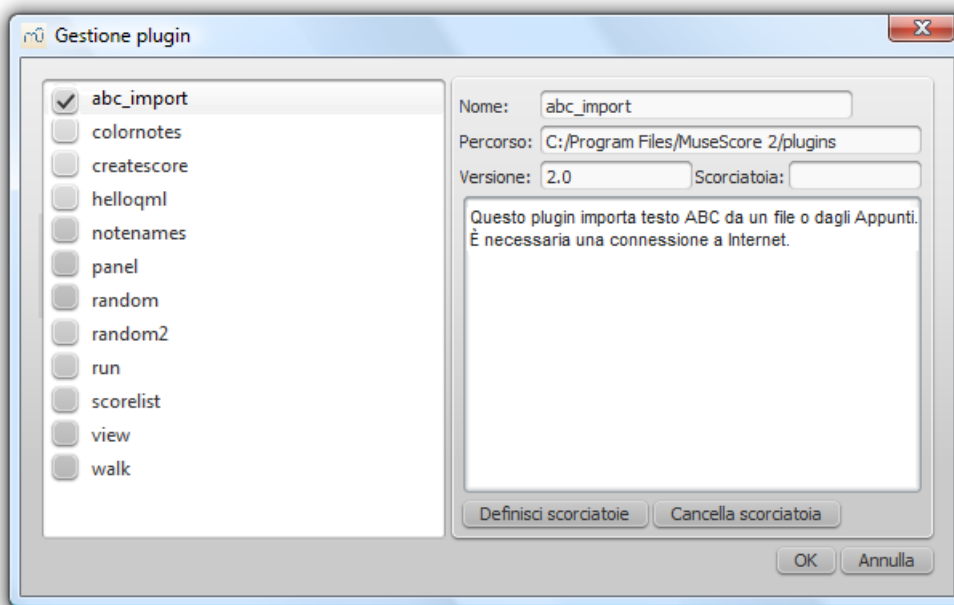 Gestione plugin
abc_import
colornotes
createscore
helloqml
notenames
panel
random
random2
run
scorelist
view
walk
Nome: abc_import
Percorso: C:/Program Files/MuseScore 2/plugins
Versione: 2.0 Scorciatoia:
Questo plugin importa testo ABC da un file o dagli Appunti.
È necessaria una connessione a Internet.
Definisci scorciatoie Cancella scorciatoia
OK Annulla